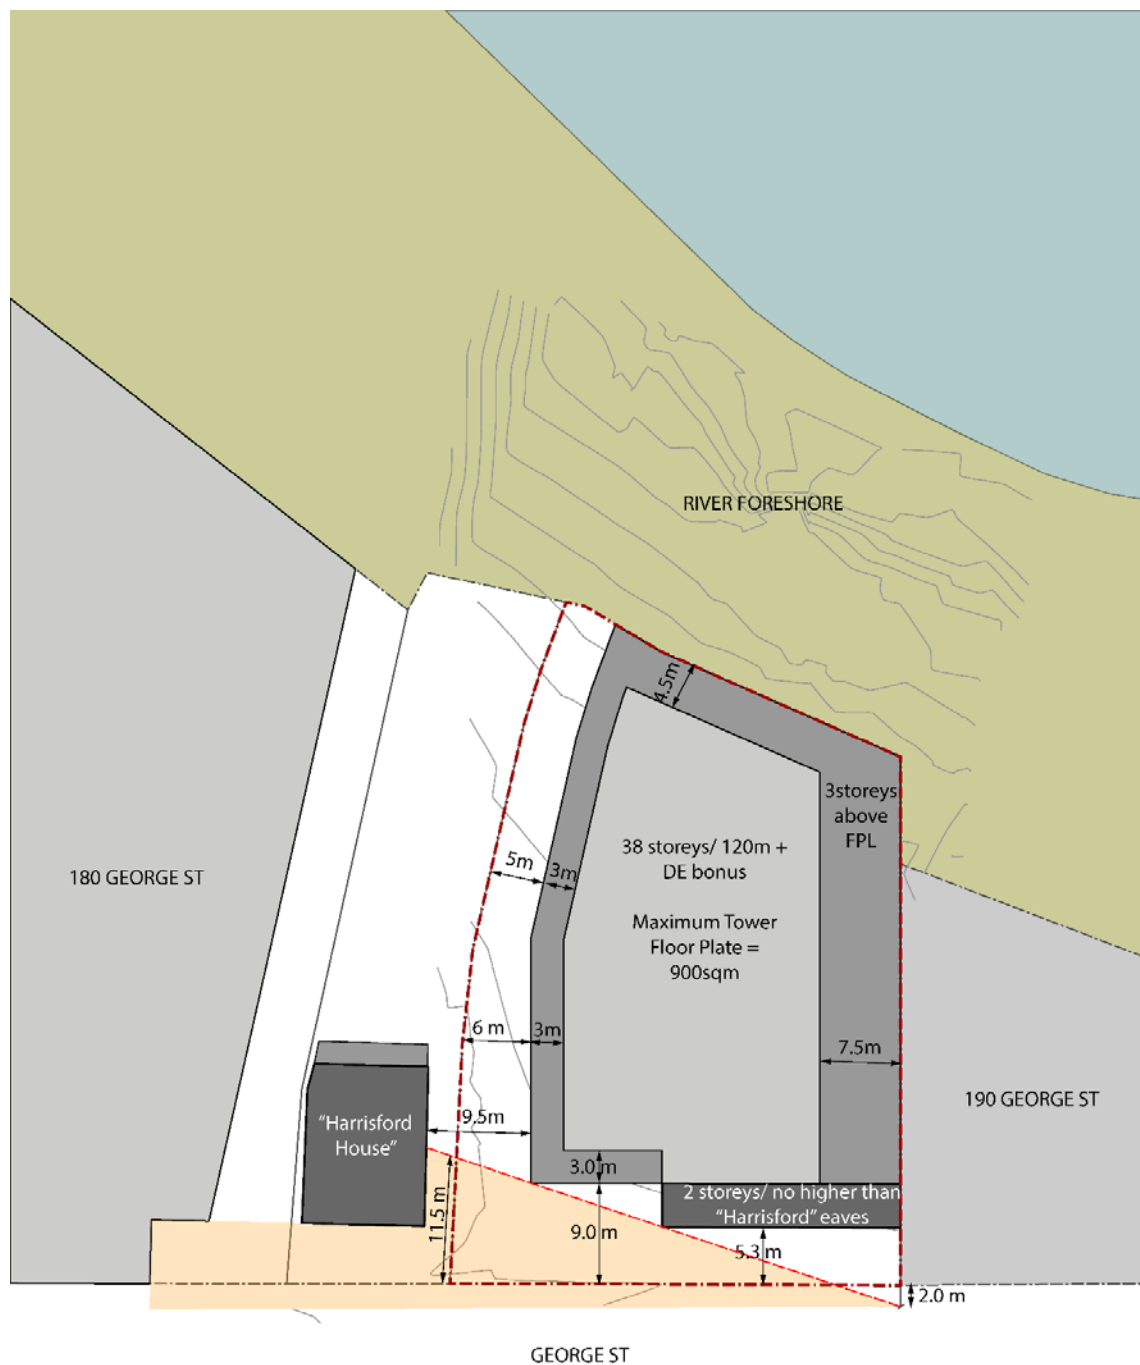 RIVER FORESHORE
4.5m
3storeys
above
FPL
38 storeys/ 120m +
DE bonus
Maximum Tower
Floor Plate =
900sqm
5m
3m
180 GEORGE ST
6 m
3m
7.5m
190 GEORGE ST
"Harrisford
House"
9.5m
3.0 m
2 storeys/ no higher than
"Harrisford" eaves
11.5 m
9.0 m
5.3 m
2.0 m
GEORGE ST